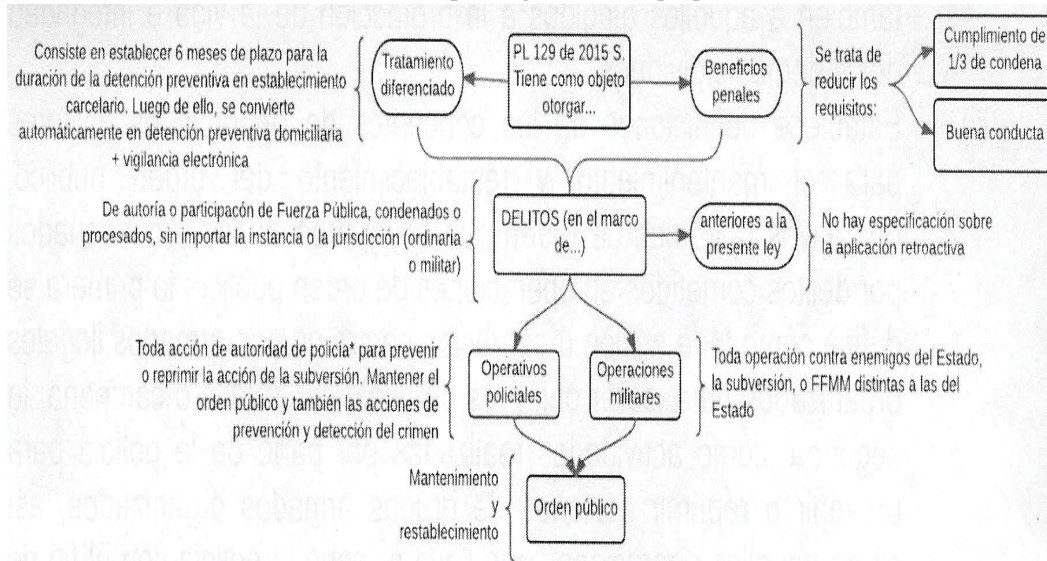 Consiste en establecer 6 meses de plazo para la
duración de la detención preventiva en establecimiento
carcelario. Luego de ello, se convierte
automáticamente en detención preventiva domiciliaria
+ vigilancia electrónica
Tratamiento
diferenciado
PL 129 de 2015 S.
Tiene como objeto
otorgar...
Beneficios
penales
Se trata de
reducir los
requisitos:
Cumplimiento de
1/3 de condena
Buena conducta
De autoría o participacón de Fuerza Pública, condenados o
procesados, sin importar la instancia o la jurisdicción (ordinaria
o militar)
DELITOS (en el marco
de...)
anteriores a la
presente ley
No hay especificación sobre
la aplicación retroactiva
Toda acción de autoridad de policía* para prevenir
o reprimir la acción de la subversión. Mantener el
orden público y también las acciones de
prevención y detección del crimen
Operativos
policiales
Operaciones
militares
Toda operación contra enemigos del Estado,
la subversión, o FFMM distintas a las del
Estado
Mantenimiento
y
restablecimiento
Orden público